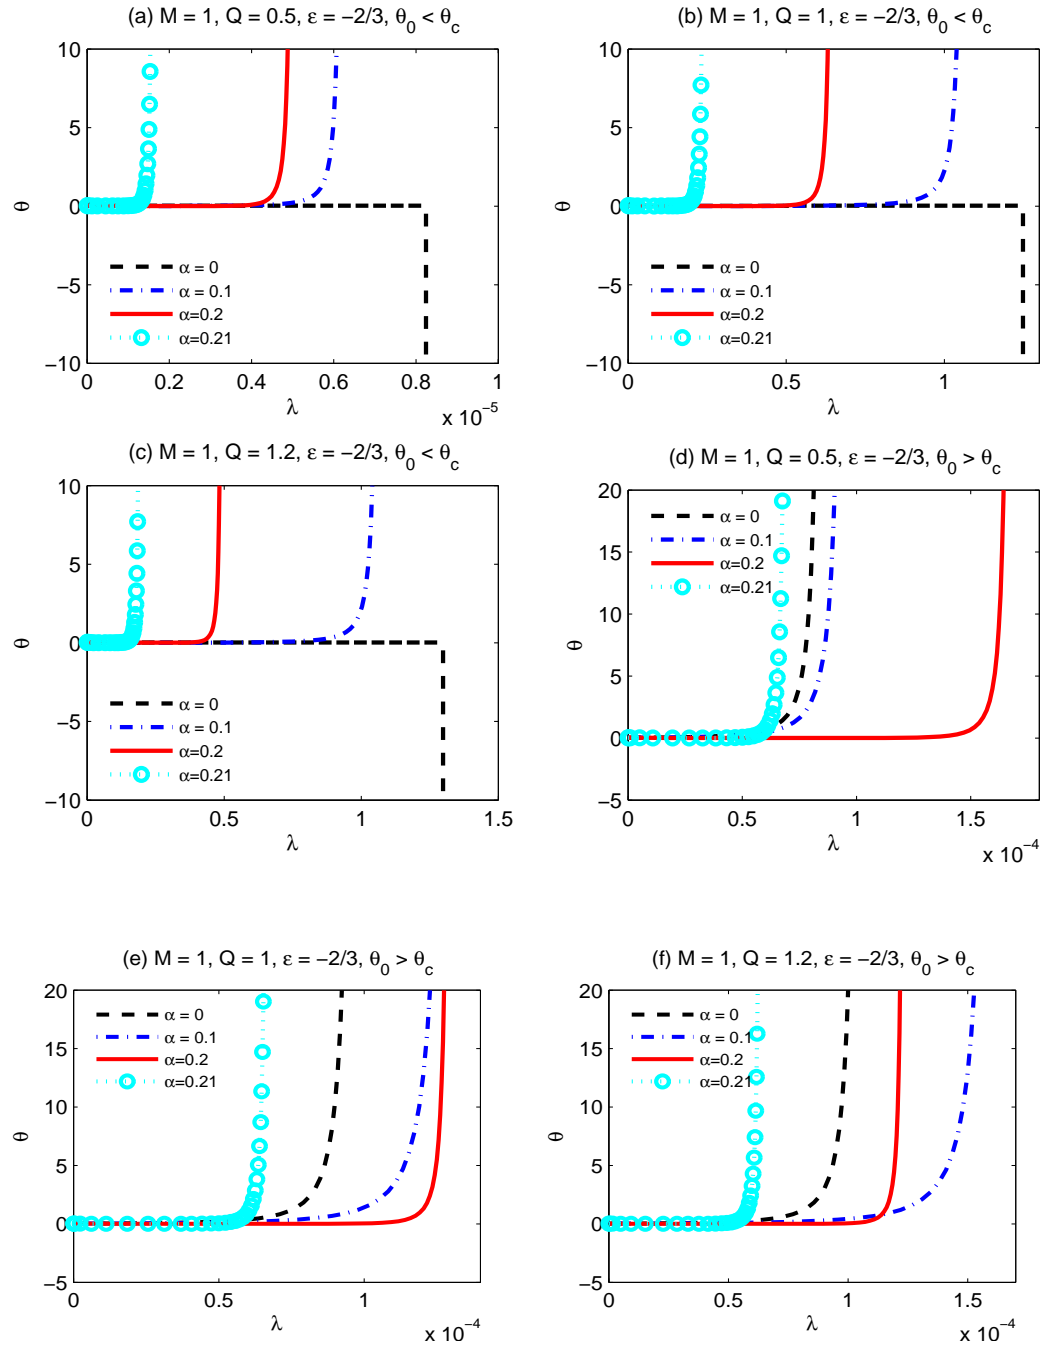 (a) M = 1, Q = 0.5, ε = −2/3, θ0 < θc
10
5
0
−5
−10
θ
α = 0
α = 0.1
α=0.2
α=0.21
0
0.2
0.4
0.6
0.8
1
λ
x 10−5
(b) M = 1, Q = 1, ε = −2/3, θ0 < θc
10
5
0
−5
−10
θ
α = 0
α = 0.1
α=0.2
α=0.21
0
0.5
1
λ
(c) M = 1, Q = 1.2, ε = −2/3, θ0 < θc
10
5
0
−5
−10
θ
α = 0
α = 0.1
α=0.2
α=0.21
0
0.5
1
1.5
λ
(d) M = 1, Q = 0.5, ε = −2/3, θ0 > θc
20
15
10
5
0
−5
θ
α = 0
α = 0.1
α=0.2
α=0.21
0
0.5
1
1.5
λ
x 10−4
(e) M = 1, Q = 1, ε = −2/3, θ0 > θc
20
15
10
5
0
−5
θ
α = 0
α = 0.1
α=0.2
α=0.21
0
0.5
1
λ
x 10−4
(f) M = 1, Q = 1.2, ε = −2/3, θ0 > θc
20
15
10
5
0
−5
θ
α = 0
α = 0.1
α=0.2
α=0.21
0
0.5
1
1.5
λ
x 10−4